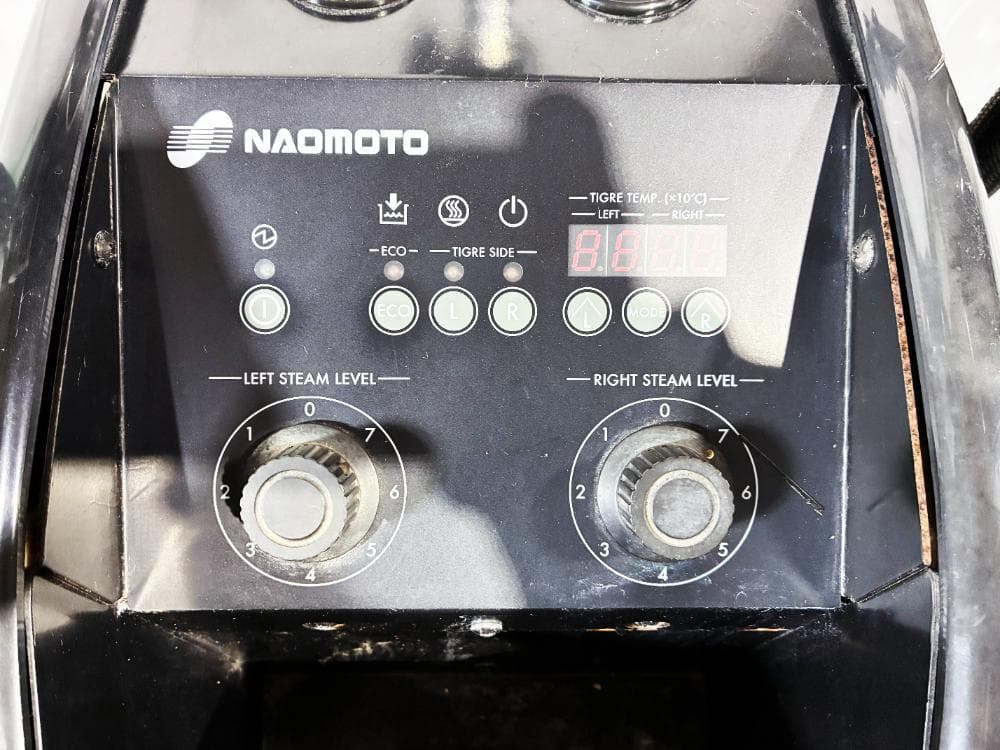 NAOMOTO
TIGRE TEMP. (×10°C)
LEFT RIGHT
ECO TIGRE SIDE
ECO L R L MODE R
LEFT STEAM LEVEL RIGHT STEAM LEVEL
0 0
1 7 1 7
2 6 2 6
3 5 3 5
4 4